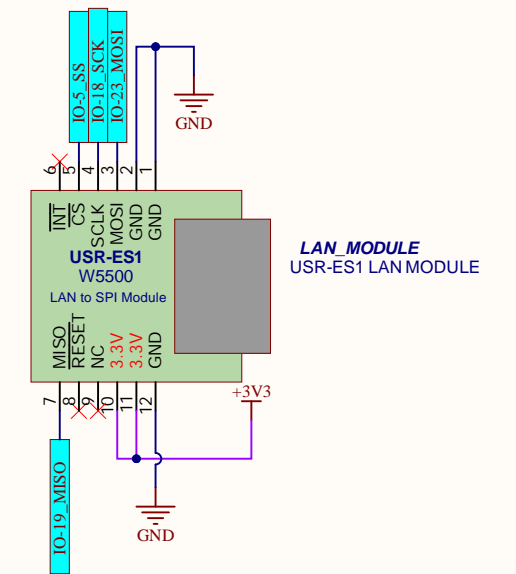 IO-5_SS
IO-18_SCK
IO-23_MOSI
GND
6
5
4
3
2
1
INT
CS
SCLK
MOSI
GND
GND
USR-ES1
W5500
LAN to SPI Module
LAN_MODULE
USR-ES1 LAN MODULE
MISO
RESET
NC
3.3V
3.3V
GND
7
8
9
10
11
12
+3V3
IO-19_MISO
GND